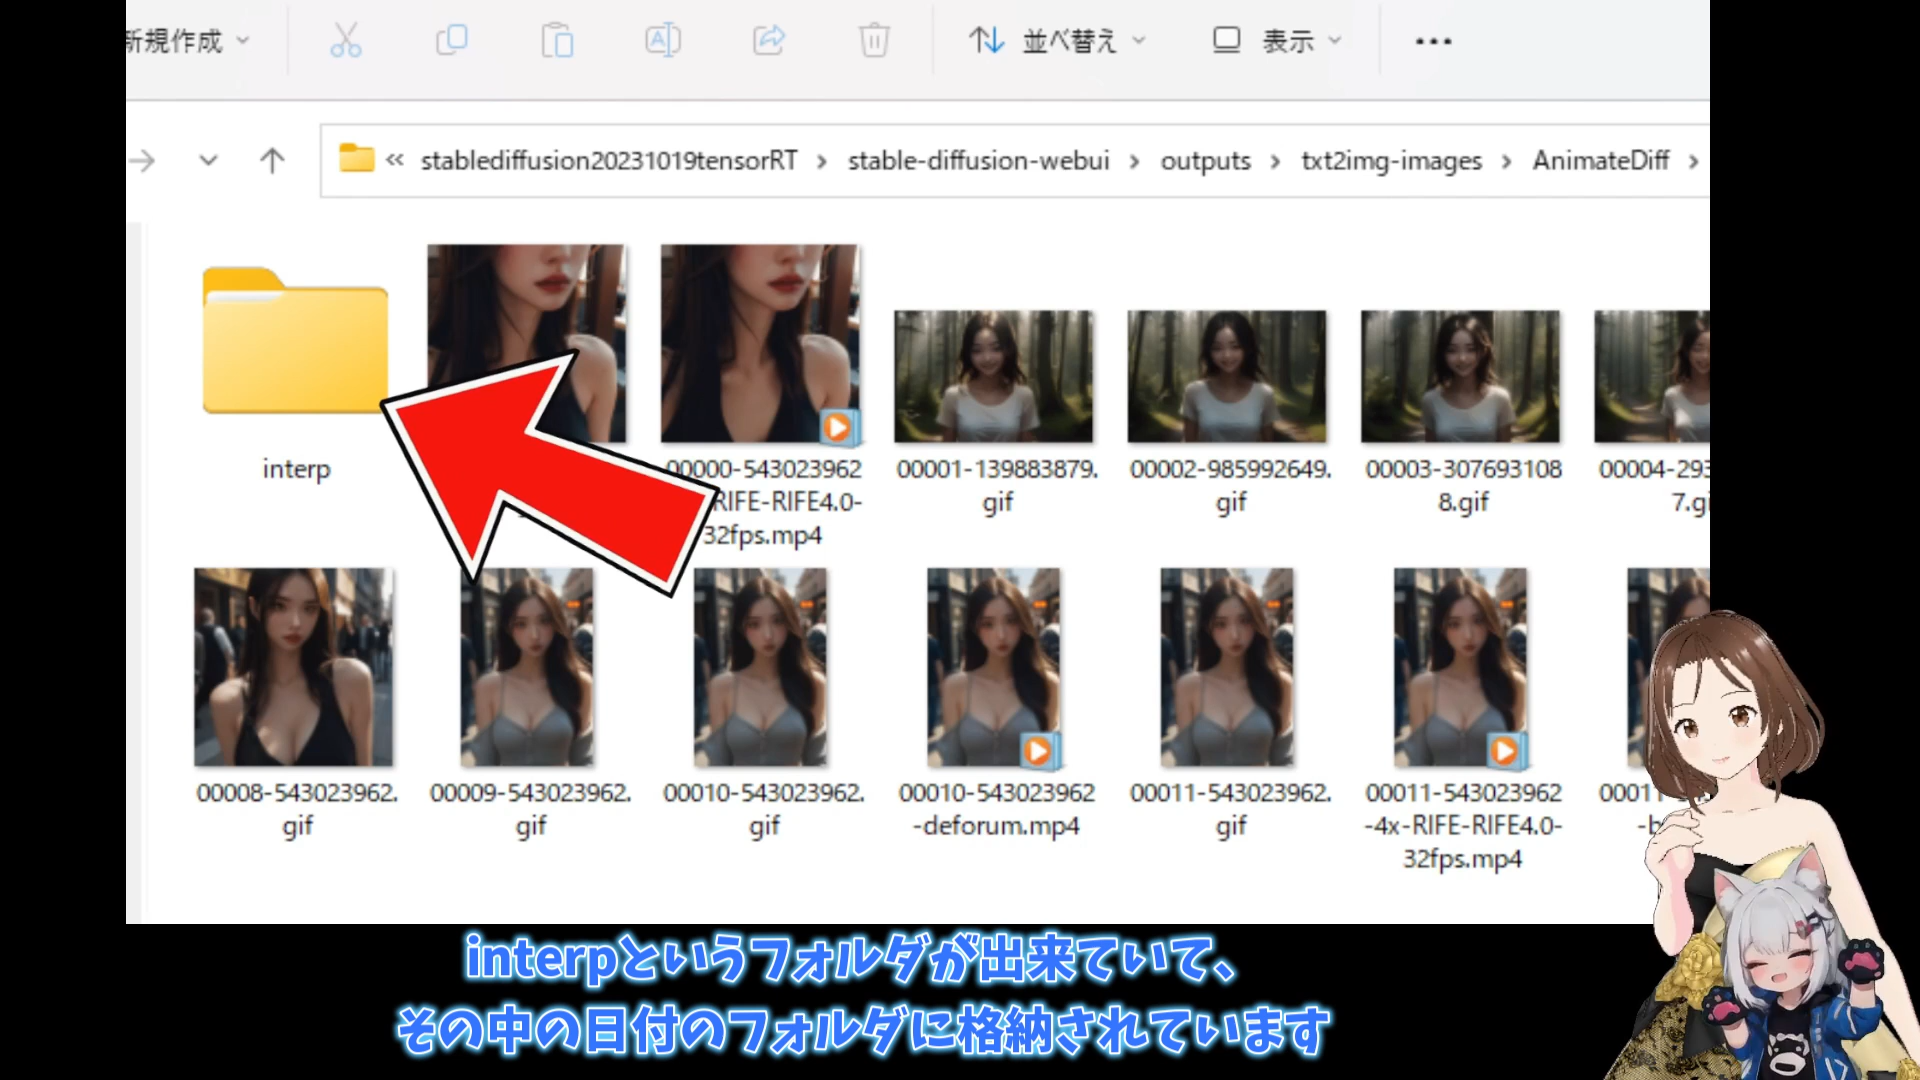 新規作成
並べ替え
表示
« stablediffusion20231019tensorRT > stable-diffusion-webui > outputs > txt2img-images > AnimateDiff >
interp
00000-543023962
RIFE-RIFE4.0-
32fps.mp4
00001-139883879.
gif
00002-985992649.
gif
00003-307693108
8.gif
00004-293
7.gi
00008-543023962.
gif
00009-543023962.
gif
00010-543023962.
gif
00010-543023962
-deforum.mp4
00011-543023962.
gif
00011-543023962
-4x-RIFE-RIFE4.0-
32fps.mp4
00011
interpというフォルダが出来ていて、
その中の日付のフォルダに格納されています